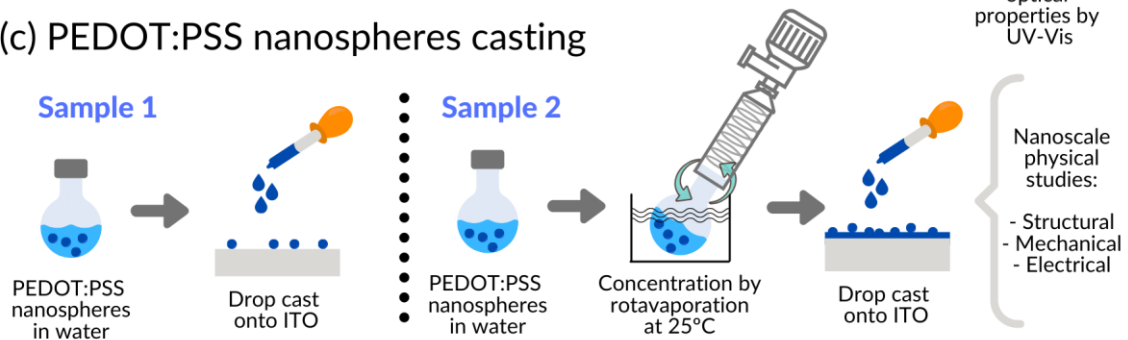 (c) PEDOT:PSS nanospheres casting
properties by
UV-Vis
Sample 1
Sample 2
PEDOT:PSS
nanospheres
in water
Drop cast
onto ITO
PEDOT:PSS
nanospheres
in water
Concentration by
rotavaporation
at 25°C
Drop cast
onto ITO
Nanoscale
physical
studies:
- Structural
- Mechanical
- Electrical